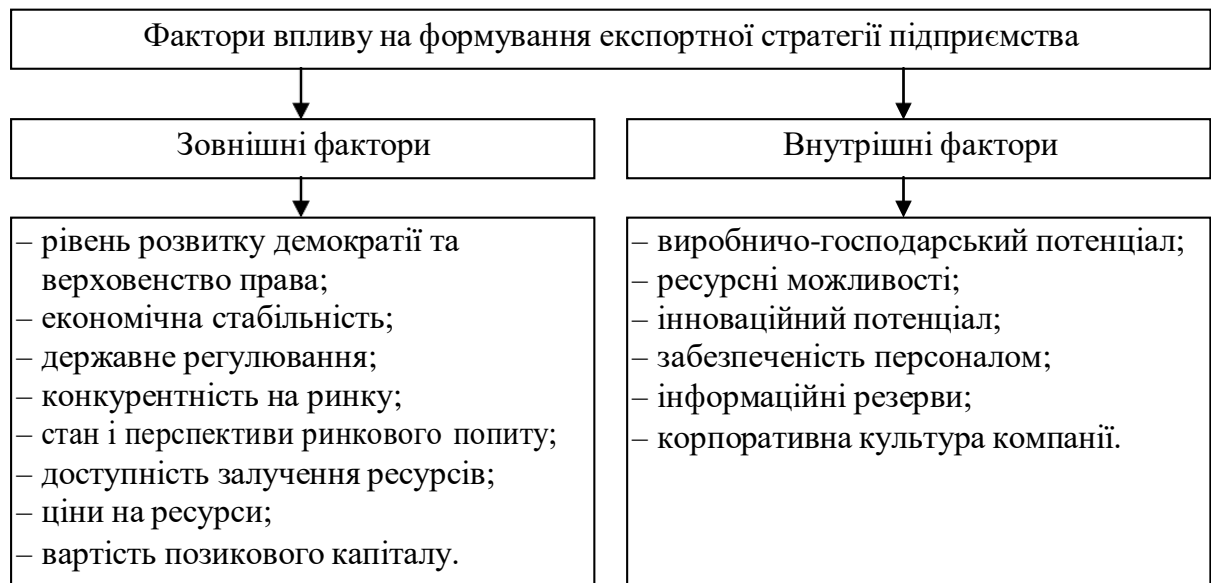 Фактори впливу на формування експортної стратегії підприємства
Зовнішні фактори
Внутрішні фактори
– рівень розвитку демократії та
верховенство права;
– економічна стабільність;
– державне регулювання;
– конкурентність на ринку;
– стан і перспективи ринкового попиту;
– доступність залучення ресурсів;
– ціни на ресурси;
– вартість позикового капіталу.
– виробничо-господарський потенціал;
– ресурсні можливості;
– інноваційний потенціал;
– забезпеченість персоналом;
– інформаційні резерви;
– корпоративна культура компанії.